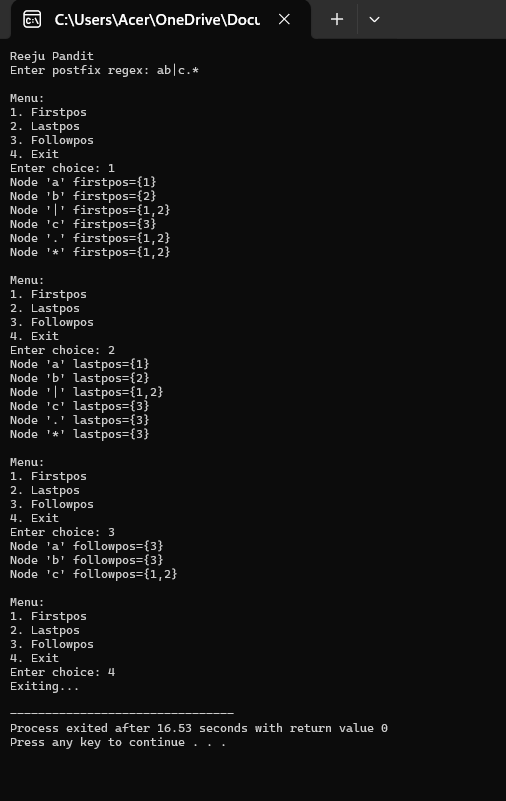 C:\Users\Acer\OneDrive\Docu
Reeju Pandit
Enter postfix regex: ab|c.*
Menu:
1. Firstpos
2. Lastpos
3. Followpos
4. Exit
Enter choice: 1
Node 'a' firstpos={1}
Node 'b' firstpos={2}
Node '|' firstpos={1,2}
Node 'c' firstpos={3}
Node '.' firstpos={1,2}
Node '*' firstpos={1,2}
Menu:
1. Firstpos
2. Lastpos
3. Followpos
4. Exit
Enter choice: 2
Node 'a' lastpos={1}
Node 'b' lastpos={2}
Node '|' lastpos={1,2}
Node 'c' lastpos={3}
Node '.' lastpos={3}
Node '*' lastpos={3}
Menu:
1. Firstpos
2. Lastpos
3. Followpos
4. Exit
Enter choice: 3
Node 'a' followpos={3}
Node 'b' followpos={3}
Node 'c' followpos={1,2}
Menu:
1. Firstpos
2. Lastpos
3. Followpos
4. Exit
Enter choice: 4
Exiting...
--------------------------------
Process exited after 16.53 seconds with return value 0
Press any key to continue . . .